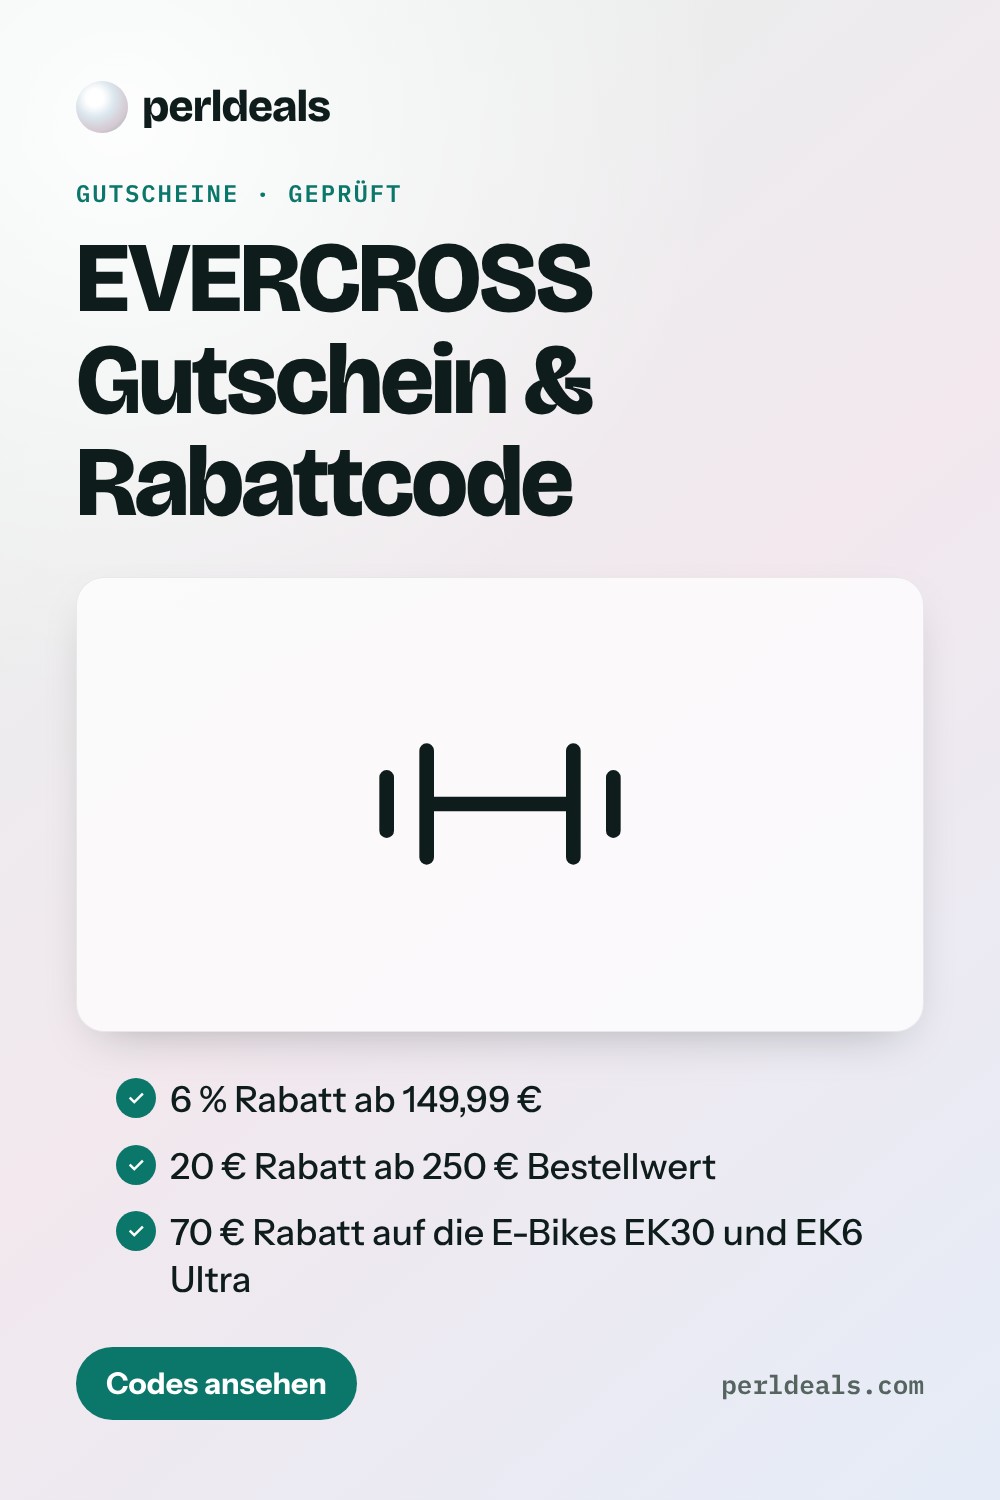 perldeals
GUTSCHEINE · GEPRÜFT
EVERCROSS
Gutschein &
Rabattcode
6 % Rabatt ab 149,99 €
20 € Rabatt ab 250 € Bestellwert
70 € Rabatt auf die E-Bikes EK30 und EK6
Ultra
Codes ansehen
perldeals.com